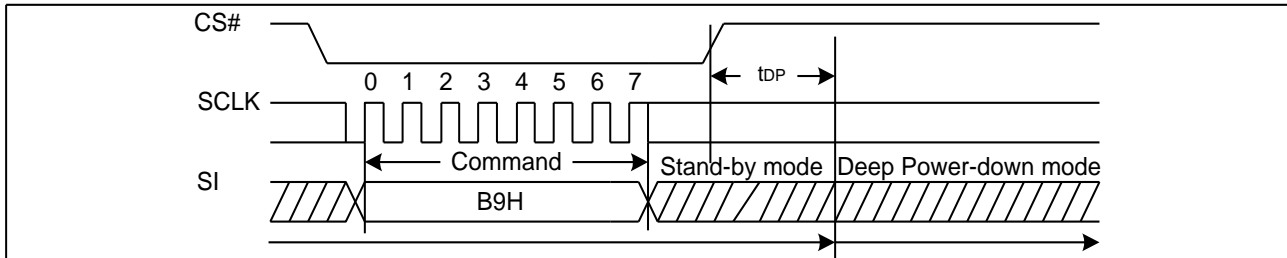 CS#
tDP
0 1 2 3 4 5 6 7
SCLK
Command
Stand-by mode Deep Power-down mode
SI
B9H